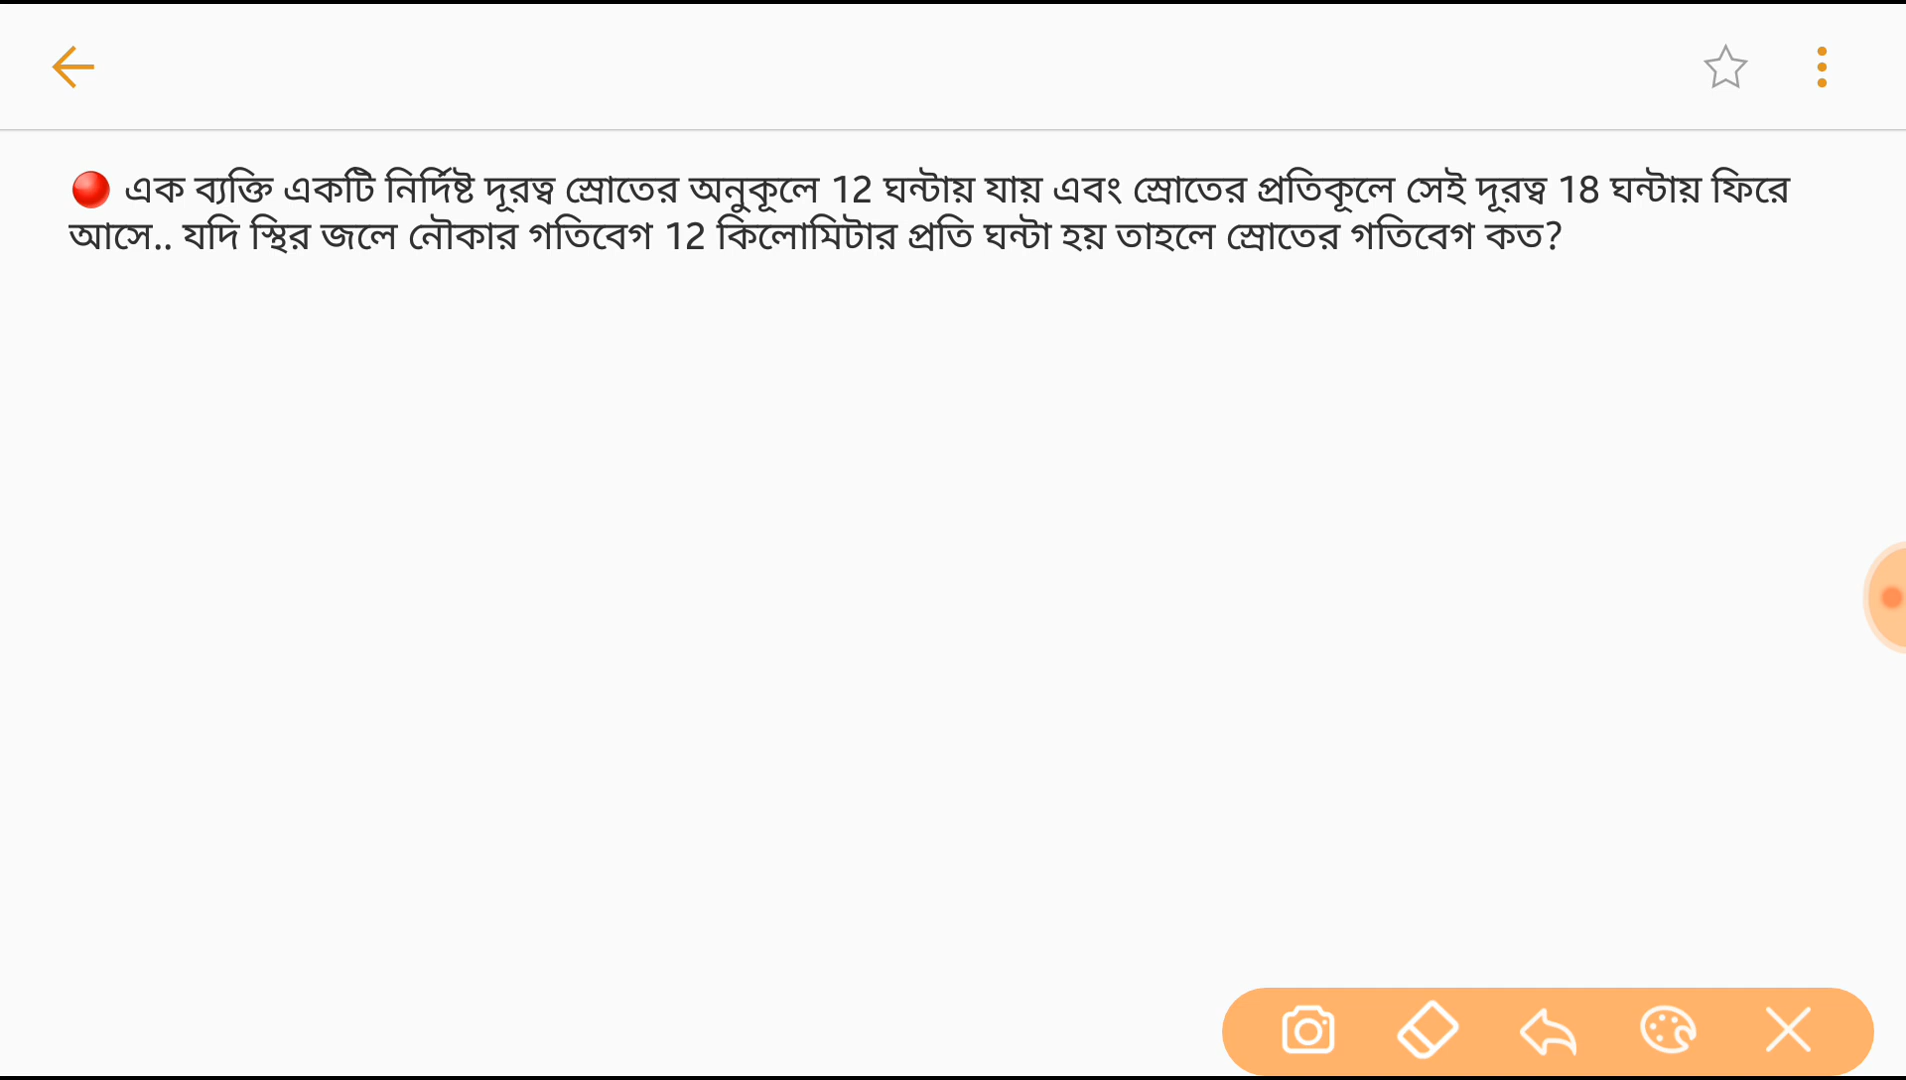 এক ব্যক্তি একটি নির্দিষ্ট দূরত্ব স্রোতের অনুকূলে 12 ঘন্টায় যায় এবং স্রোতের প্রতিকূলে সেই দূরত্ব 18 ঘন্টায় ফিরে
আসে.. যদি স্থির জলে নৌকার গতিবেগ 12 কিলোমিটার প্রতি ঘন্টা হয় তাহলে স্রোতের গতিবেগ কত?